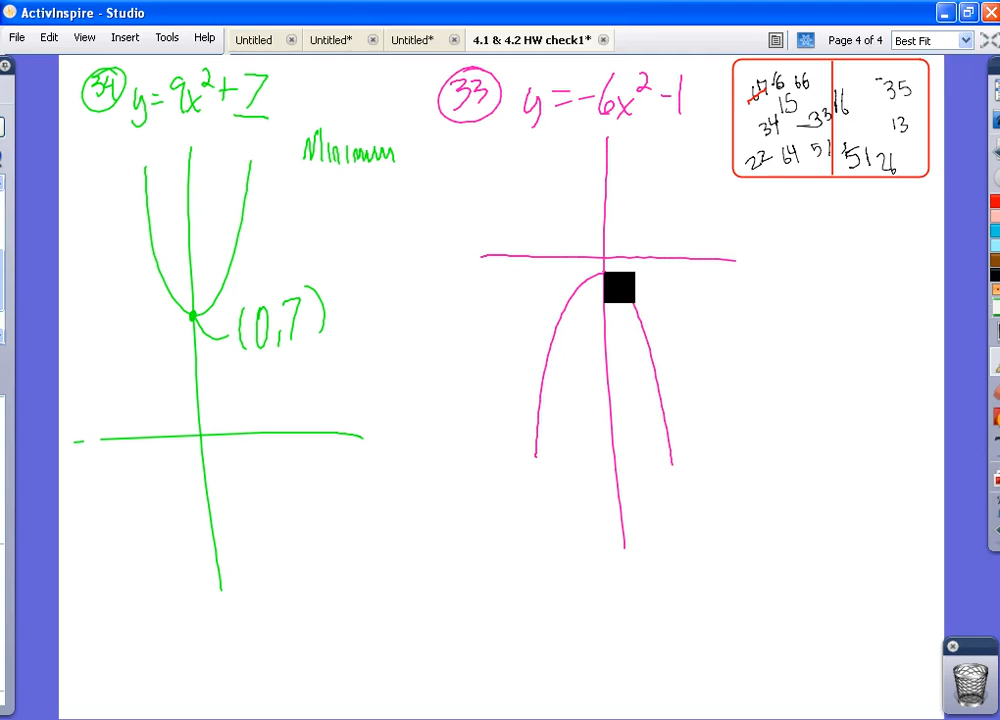 ActivInspire - Studio
File Edit View Insert Tools Help
Untitled Untitled* Untitled* 4.1 & 4.2 HW check1*
Page 4 of 4 Best Fit
34 y=9x²+7
Minimum
(0,7)
33 y=-6x²-1
66 35
15
34 33 16 13
22 64 51 51 26